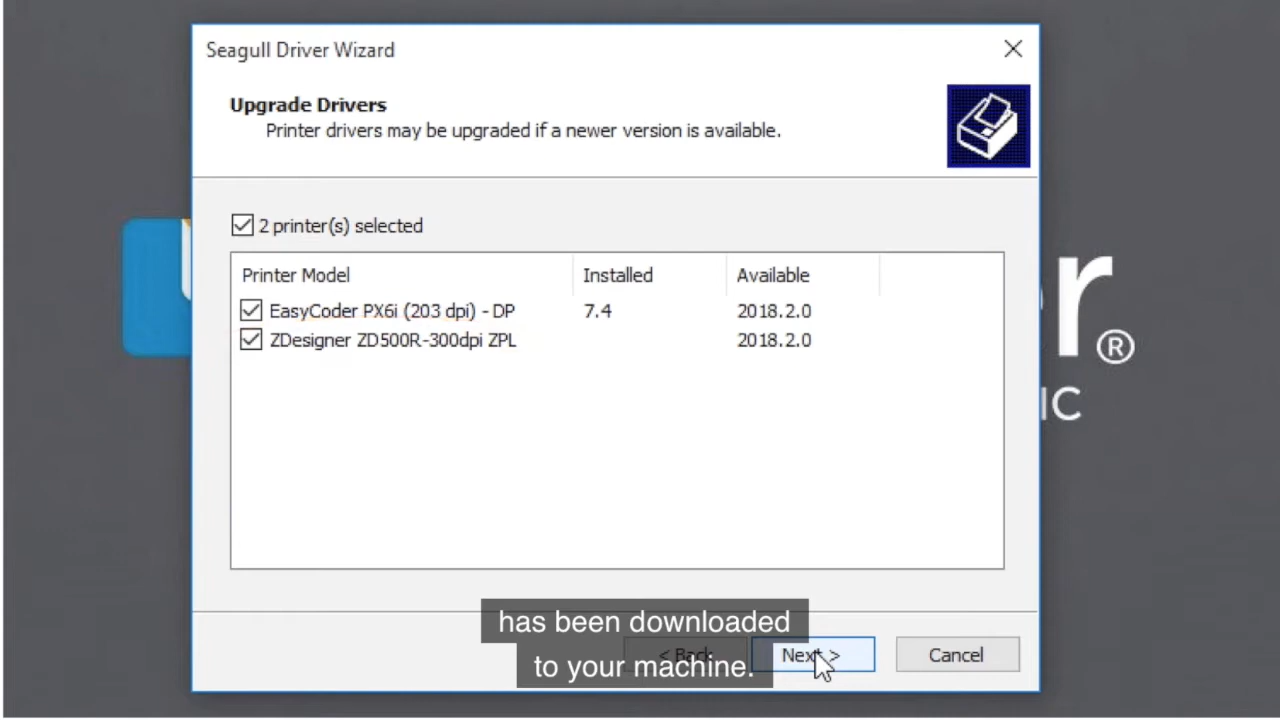 Seagull Driver Wizard
Upgrade Drivers
Printer drivers may be upgraded if a newer version is available.
2 printer(s) selected
Printer Model Installed Available
EasyCoder PX6i (203 dpi) - DP 7.4 2018.2.0
ZDesigner ZD500R-300dpi ZPL 2018.2.0
r®
IC
has been downloaded
to your machine.
< Back Next > Cancel